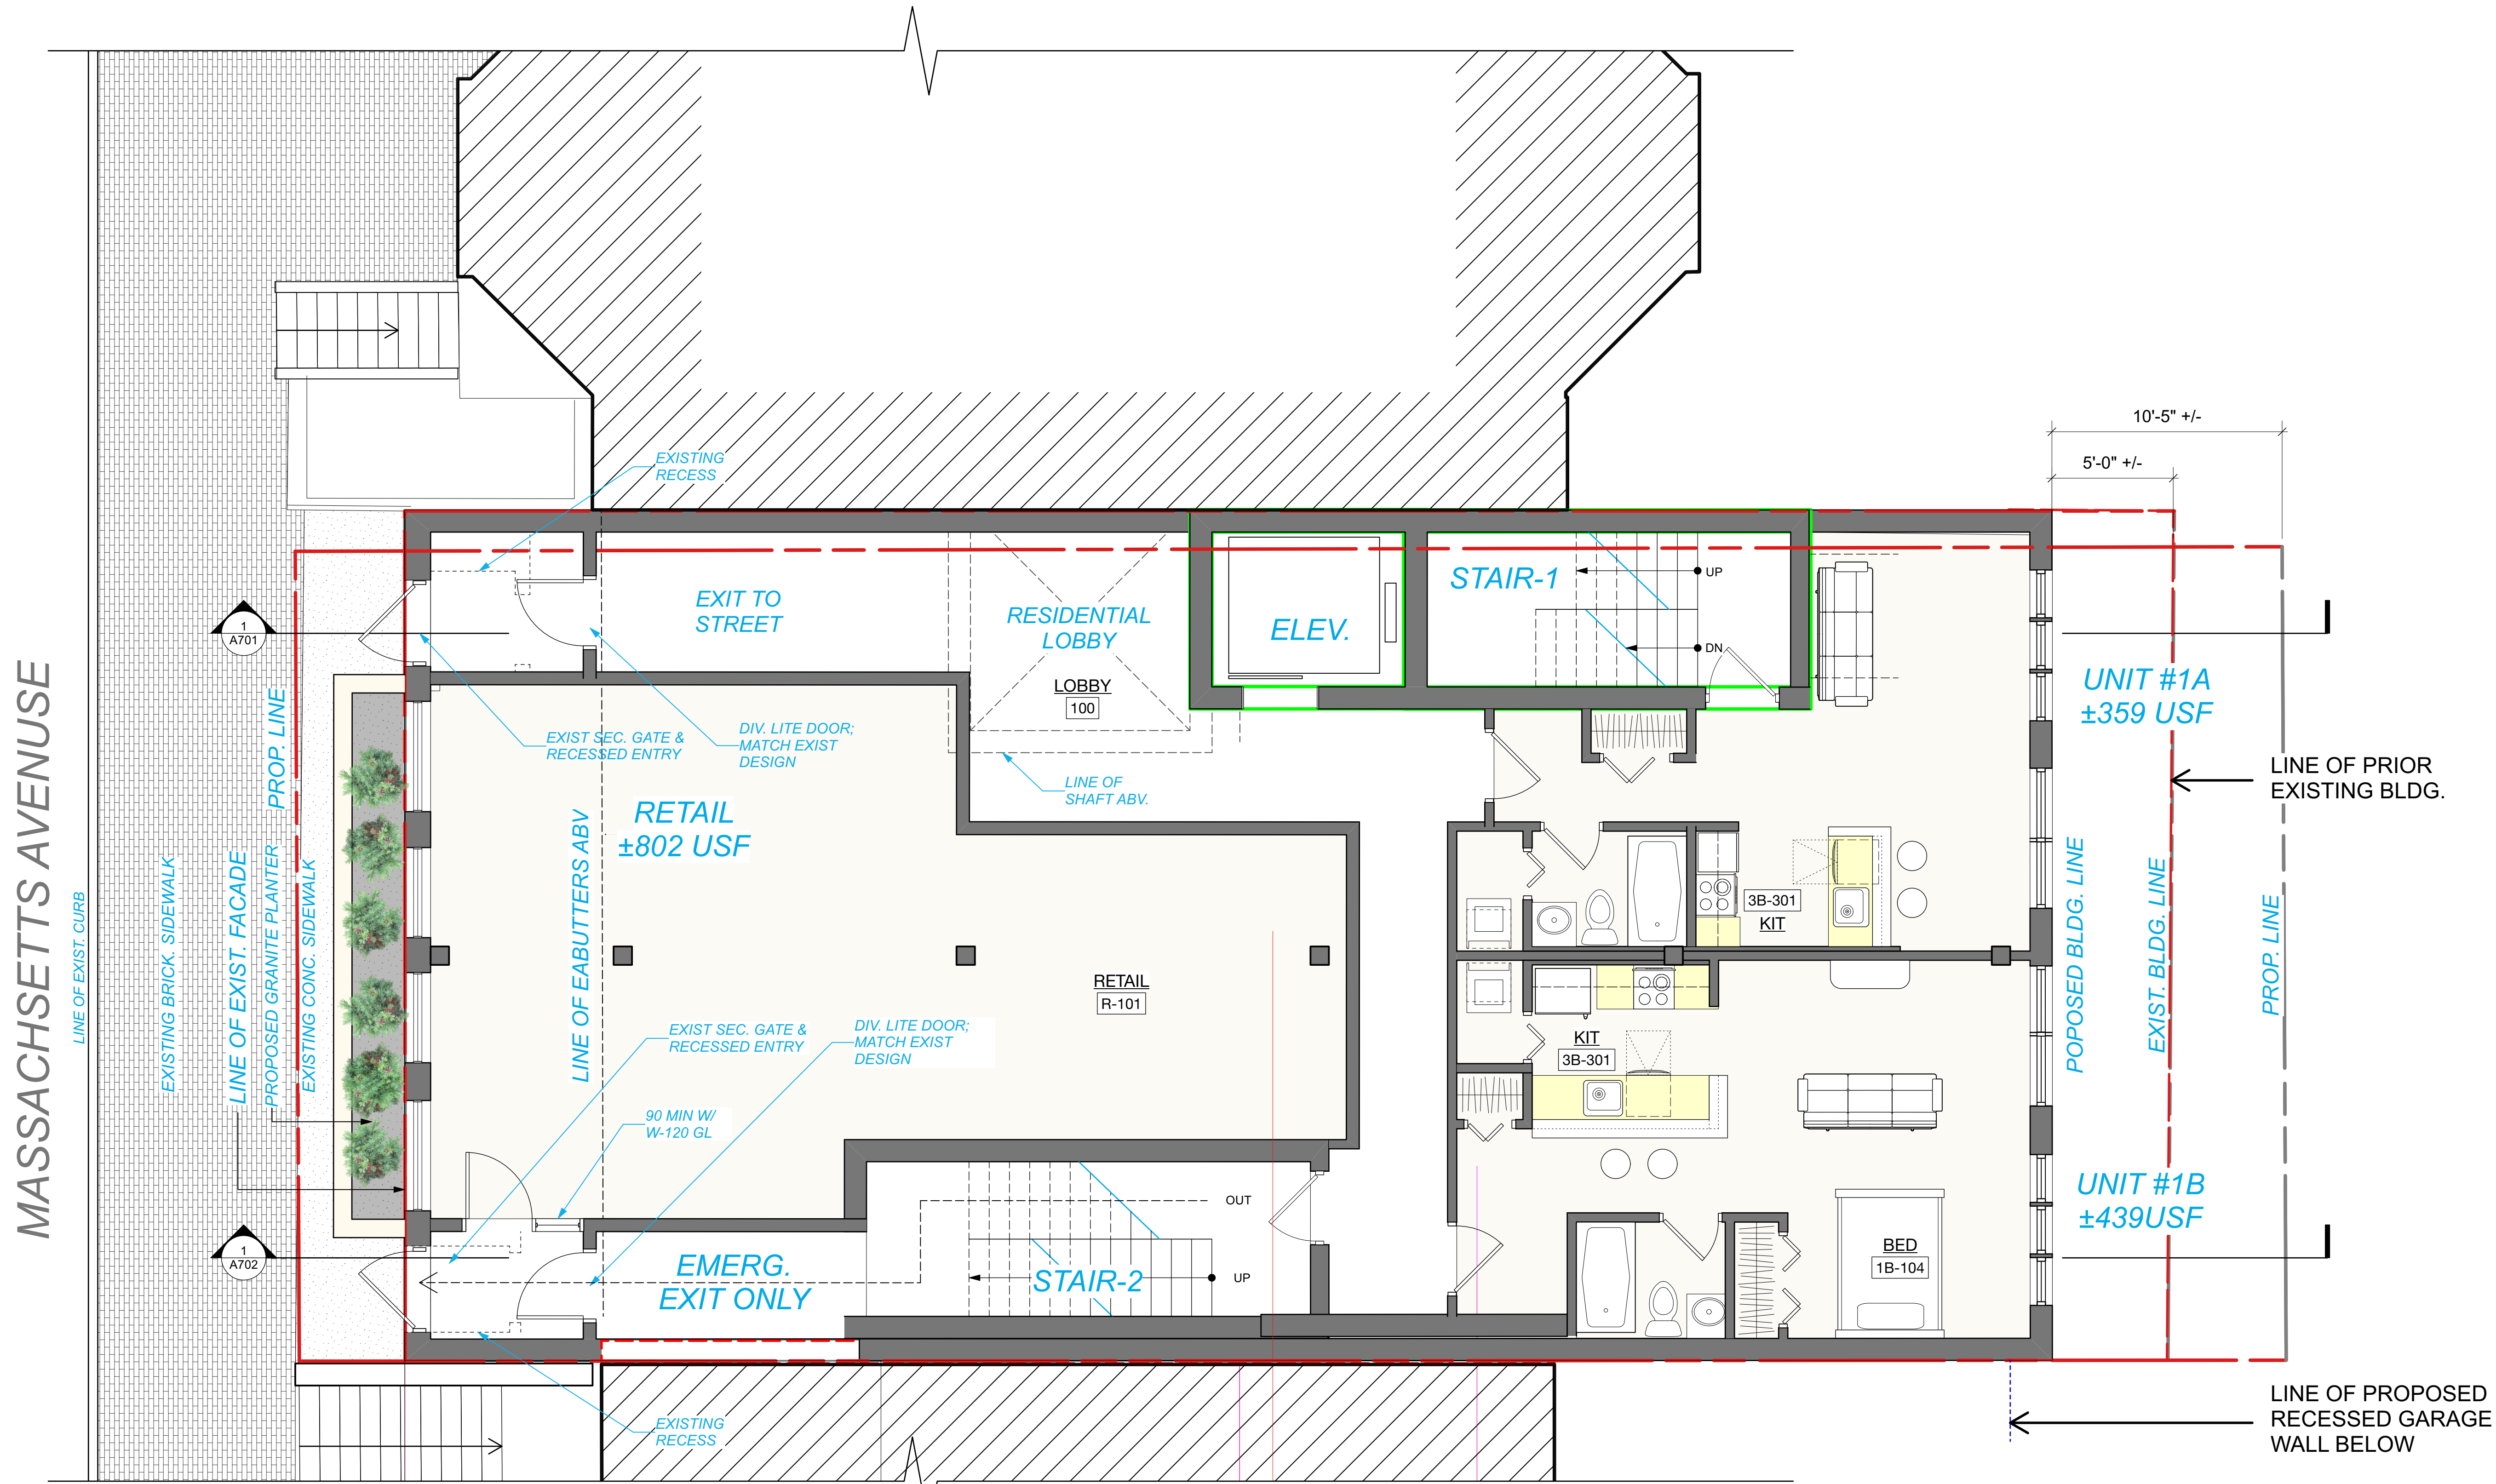 10'-5" +/-
5'-0" +/-
EXISTING
RECESS
EXIT TO
STREET
RESIDENTIAL
LOBBY
LOBBY
100
ELEV.
STAIR-1
UP
DN
1
A701
EXIST SEC. GATE &
RECESSED ENTRY
DIV. LITE DOOR;
MATCH EXIST
DESIGN
LINE OF
SHAFT ABV.
UNIT #1A
±359 USF
LINE OF PRIOR
EXISTING BLDG.
MASSACHSETTS AVENUSE
LINE OF EXIST. CURB
EXISTING BRICK. SIDEWALK
LINE OF EXIST. FACADE
PROPOSED GRANITE PLANTER
PROP. LINE
EXISTING CONC. SIDEWALK
LINE OF EABUTTERS ABV
RETAIL
±802 USF
RETAIL
R-101
3B-301
KIT
KIT
3B-301
POPOSED BLDG. LINE
EXIST. BLDG. LINE
PROP. LINE
EXIST SEC. GATE &
RECESSED ENTRY
DIV. LITE DOOR;
MATCH EXIST
DESIGN
90 MIN W/
W-120 GL
OUT
UP
STAIR-2
EMERG.
EXIT ONLY
1
A702
BED
1B-104
UNIT #1B
±439USF
EXISTING
RECESS
LINE OF PROPOSED
RECESSED GARAGE
WALL BELOW